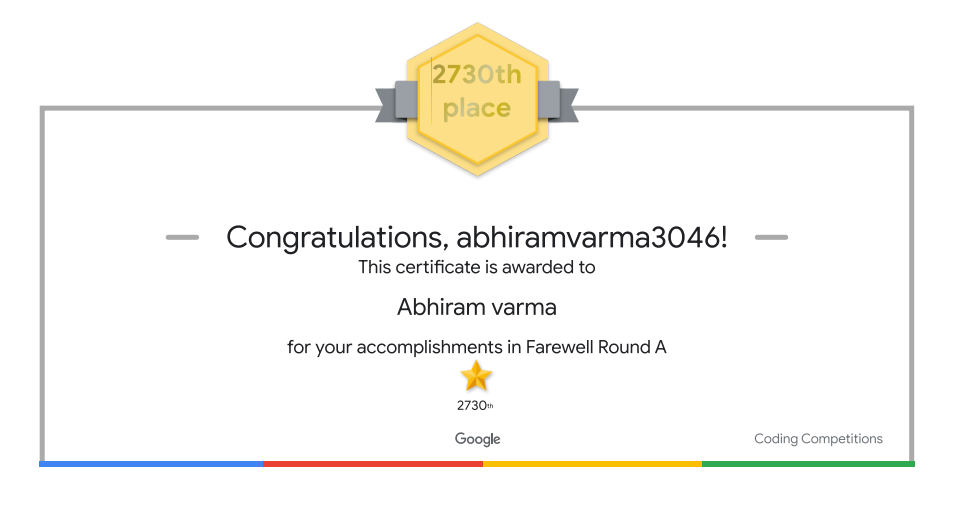 2730th
place
Congratulations, abhiramvarma3046!
This certificate is awarded to
Abhiram varma
for your accomplishments in Farewell Round A
2730th
Google
Coding Competitions